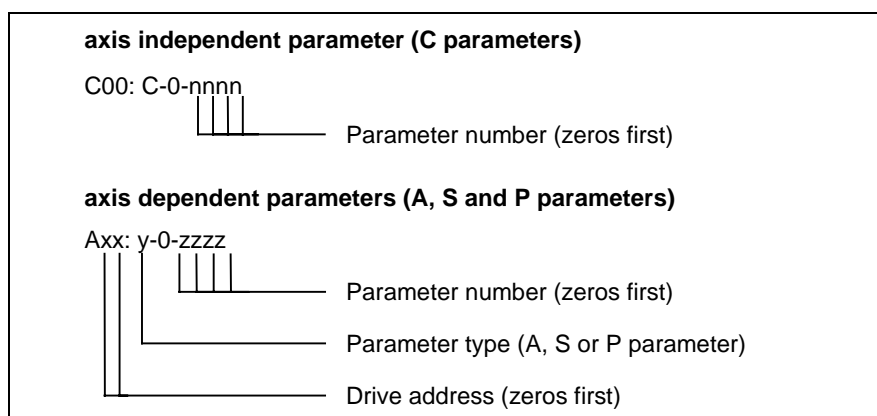 axis independent parameter (C parameters)
C00: C-0-nnnn
Parameter number (zeros first)
axis dependent parameters (A, S and P parameters)
Axx: y-0-zzzz
Parameter number (zeros first)
Parameter type (A, S or P parameter)
Drive address (zeros first)